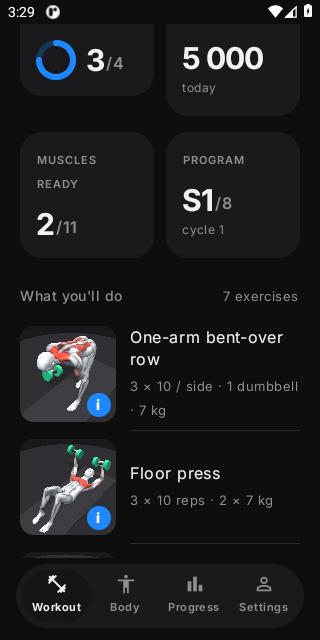 3:29
3/4
5 000
today
MUSCLES
READY
2/11
PROGRAM
S1/8
cycle 1
What you'll do
7 exercises
One-arm bent-over
row
3 × 10 / side · 1 dumbbell
· 7 kg
i
Floor press
3 × 10 reps · 2 × 7 kg
i
Workout
Body
Progress
Settings